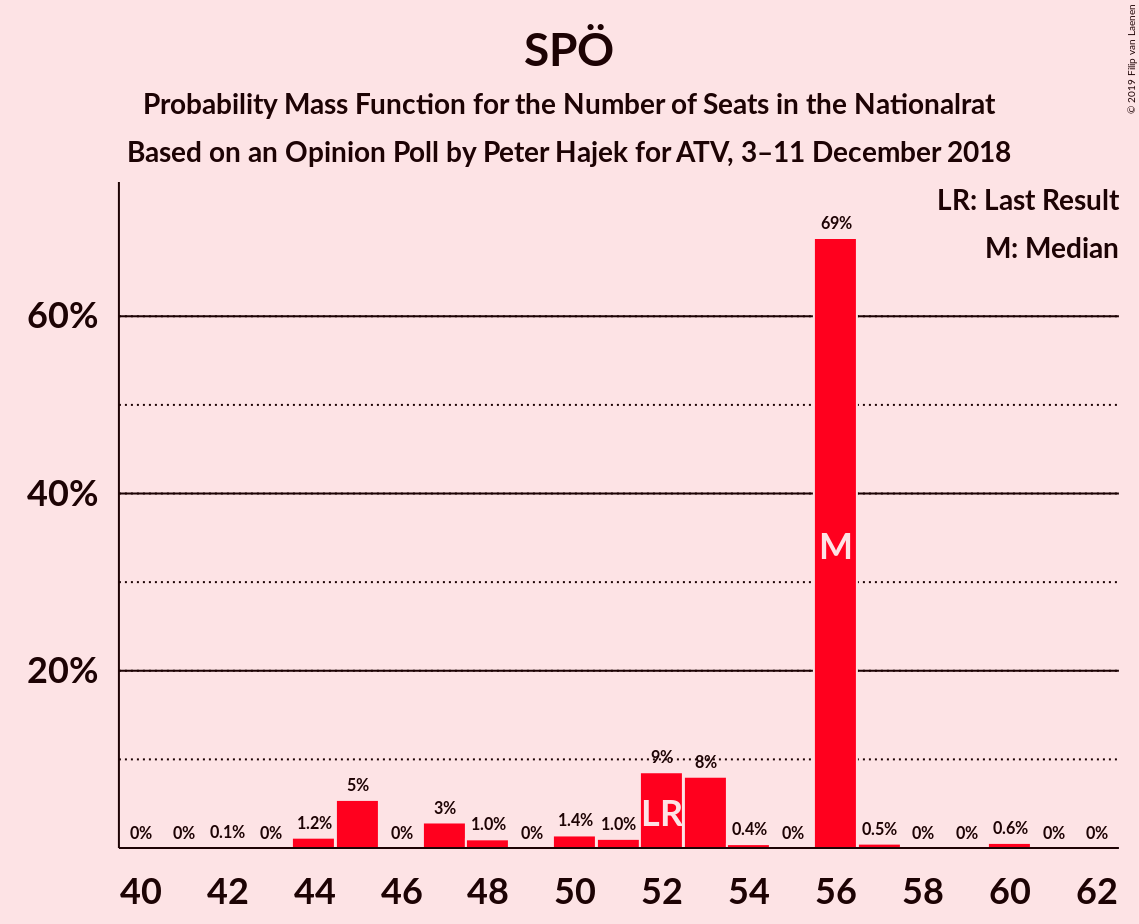 SPÖ
Probability Mass Function for the Number of Seats in the Nationalrat
Based on an Opinion Poll by Peter Hajek for ATV, 3–11 December 2018
© 2019 Filip van Laenen
LR: Last Result
M: Median
60%
40%
20%
0% 0% 0.1% 0% 1.2% 5% 0% 3% 1.0% 0% 1.4% 1.0% 9% 8% 0.4% 0% 69% 0.5% 0% 0% 0.6% 0% 0%
LR
M
40 42 44 46 48 50 52 54 56 58 60 62